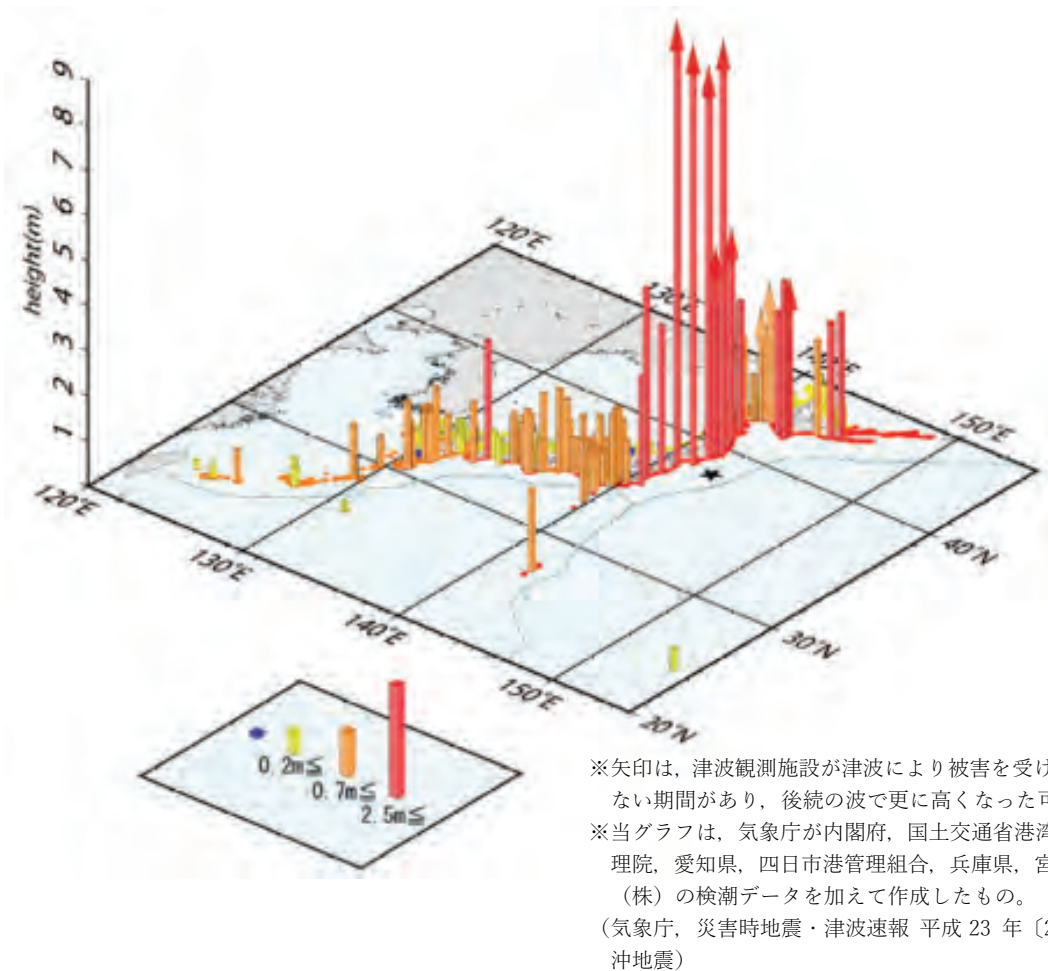 9
8
7
6
5
4
3
2
1
height(m)
120°E
130°E
150°E
120°E
130°E
140°E
150°E
40°N
30°N
20°N
0.2m≦
0.7m≦
2.5m≦
※矢印は，津波観測施設が津波により被害を受け
ない期間があり，後続の波で更に高くなった可
※当グラフは，気象庁が内閣府，国土交通省港湾
理院，愛知県，四日市港管理組合，兵庫県，宮
（株）の検潮データを加えて作成したもの。
（気象庁，災害時地震・津波速報 平成 23 年〔2
沖地震）